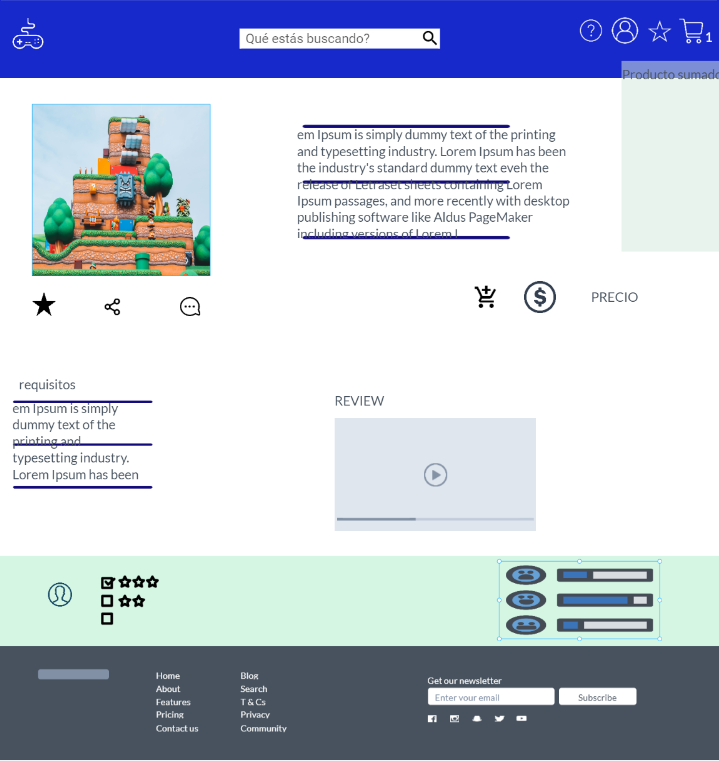 Qué estás buscando?
1
Producto sumado
em Ipsum is simply dummy text of the printing
and typesetting industry. Lorem Ipsum has been
the industry's standard dummy text eveh the
release of Letraset sheets containing Lorem
Ipsum passages, and more recently with desktop
publishing software like Aldus PageMaker
including versions of Lorem I
PRECIO
requisitos
em Ipsum is simply
dummy text of the
printing and
typesetting industry.
Lorem Ipsum has been
REVIEW
Home
About
Features
Pricing
Contact us
Blog
Search
T & Cs
Privacy
Community
Get our newsletter
Enter your email
Subscribe